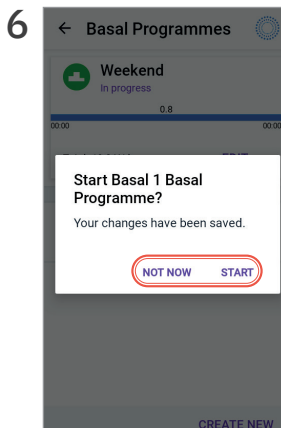 6
← Basal Programmes
Weekend
In progress
0.8
00:00 00:00
EDIT
Start Basal 1 Basal
Programme?
Your changes have been saved.
NOT NOW START
CREATE NEW